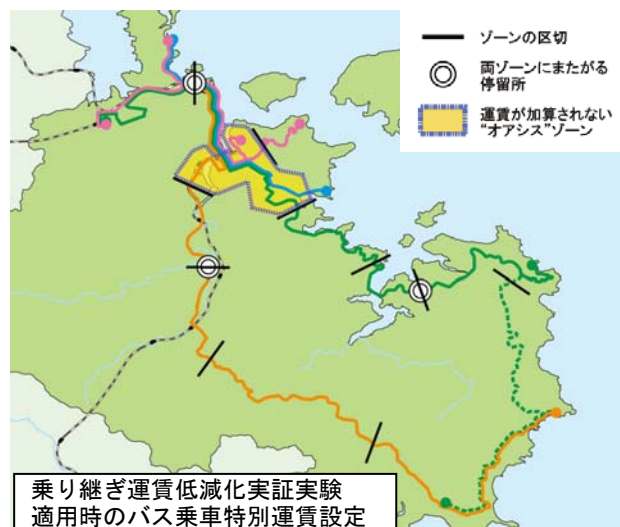 ゾーンの区切
両ゾーンにまたがる
停留所
運賃が加算されない
“オアシス”ゾーン
乗り継ぎ運賃低減化実証実験
適用時のバス乗車特別運賃設定